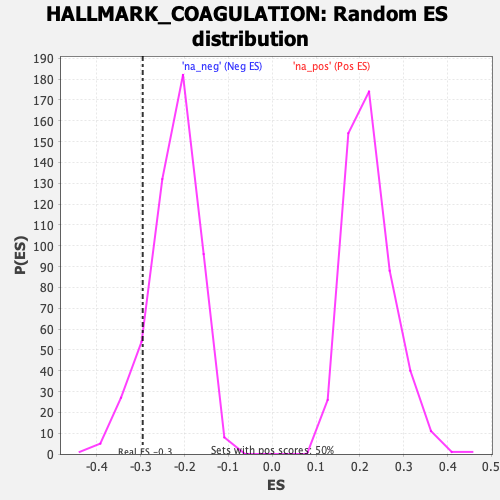 HALLMARK_COAGULATION: Random ES
distribution
'na_neg' (Neg ES) 'na_pos' (Pos ES)
190
180
170
160
150
140
130
120
110
100
90
80
70
60
50
40
30
20
10
0
P(ES)
Real ES -0.3
Sets with pos scores: 50%
-0.4 -0.3 -0.2 -0.1 0.0 0.1 0.2 0.3 0.4 0.5
ES